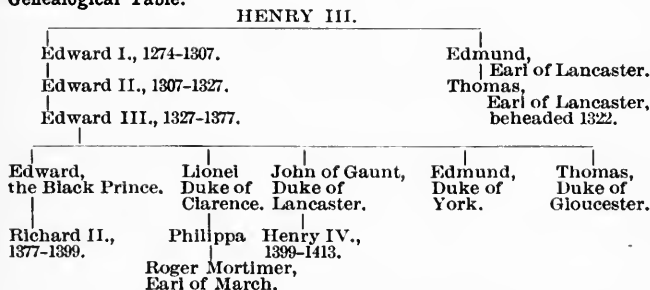 Genealogical Table.
HENRY III.
Edward I., 1274-1307.
Edmund,
Earl of Lancaster.
Edward II., 1307-1327.
Thomas,
Earl of Lancaster,
beheaded 1322.
Edward III., 1327-1377.
Edward,
the Black Prince.
Lionel
Duke of
Clarence.
John of Gaunt,
Duke of
Lancaster.
Edmund,
Duke of
York.
Thomas,
Duke of
Gloucester.
Richard II.,
1377-1399.
Philippa
Henry IV.,
1399-1413.
Roger Mortimer,
Earl of March.